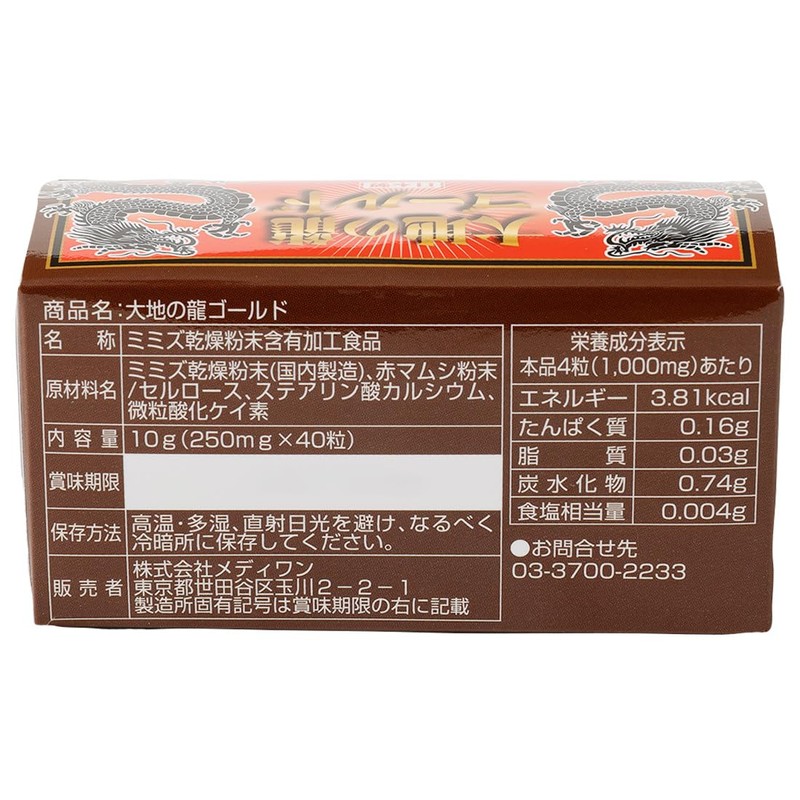 大地の龍
ゴールド
商品名:大地の龍ゴールド
名 称 ミミズ乾燥粉末含有加工食品
原材料名 ミミズ乾燥粉末(国内製造)、赤マムシ粉末
/セルロース、ステアリン酸カルシウム、
微粒酸化ケイ素
内容量 10g(250mg×40粒)
賞味期限
保存方法 高温・多湿、直射日光を避け、なるべく
冷暗所に保存してください。
販売者 株式会社メディワン
東京都世田谷区玉川2-2-1
製造所固有記号は賞味期限の右に記載
栄養成分表示
本品4粒(1,000mg)あたり
エネルギー 3.81kcal
たんぱく質 0.16g
脂 質 0.03g
炭水化物 0.74g
食塩相当量 0.004g
●お問合せ先
03-3700-2233